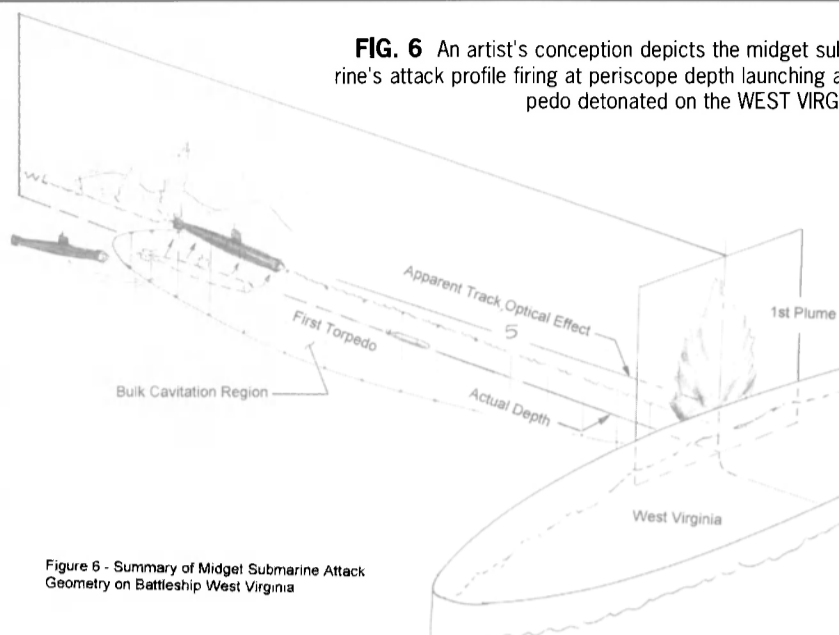 FIG. 6 An artist's conception depicts the midget su
rine's attack profile firing at periscope depth launching a
pedo detonated on the WEST VIRG
WL
Apparent Track, Optical Effect
5
1st Plume
First Torpedo
Bulk Cavitation Region
Actual Depth
West Virginia
Figure 6 - Summary of Midget Submarine Attack
Geometry on Battleship West Virginia